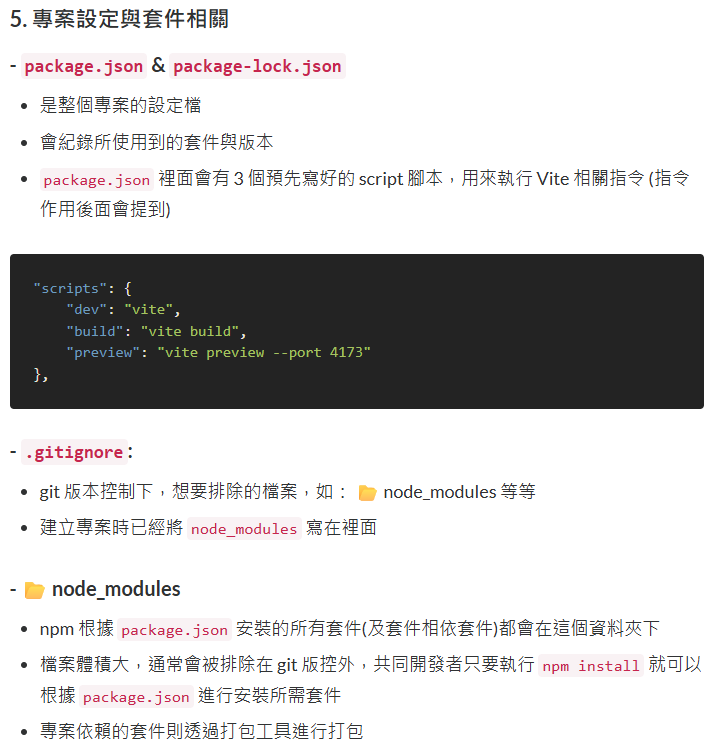 5. 專案設定與套件相關
- package.json & package-lock.json
• 是整個專案的設定檔
• 會紀錄所使用到的套件與版本
• package.json 裡面會有 3 個預先寫好的 script 腳本，用來執行 Vite 相關指令 (指令
作用後面會提到)
"scripts": {
    "dev": "vite",
    "build": "vite build",
    "preview": "vite preview --port 4173"
},
- .gitignore：
• git 版本控制下，想要排除的檔案，如： 📂 node_modules 等等
• 建立專案時已經將 node_modules 寫在裡面
- 📂 node_modules
• npm 根據 package.json 安裝的所有套件(及套件相依套件)都會在這個資料夾下
• 檔案體積大，通常會被排除在 git 版控外，共同開發者只要執行 npm install 就可以
根據 package.json 進行安裝所需套件
• 專案依賴的套件則透過打包工具進行打包